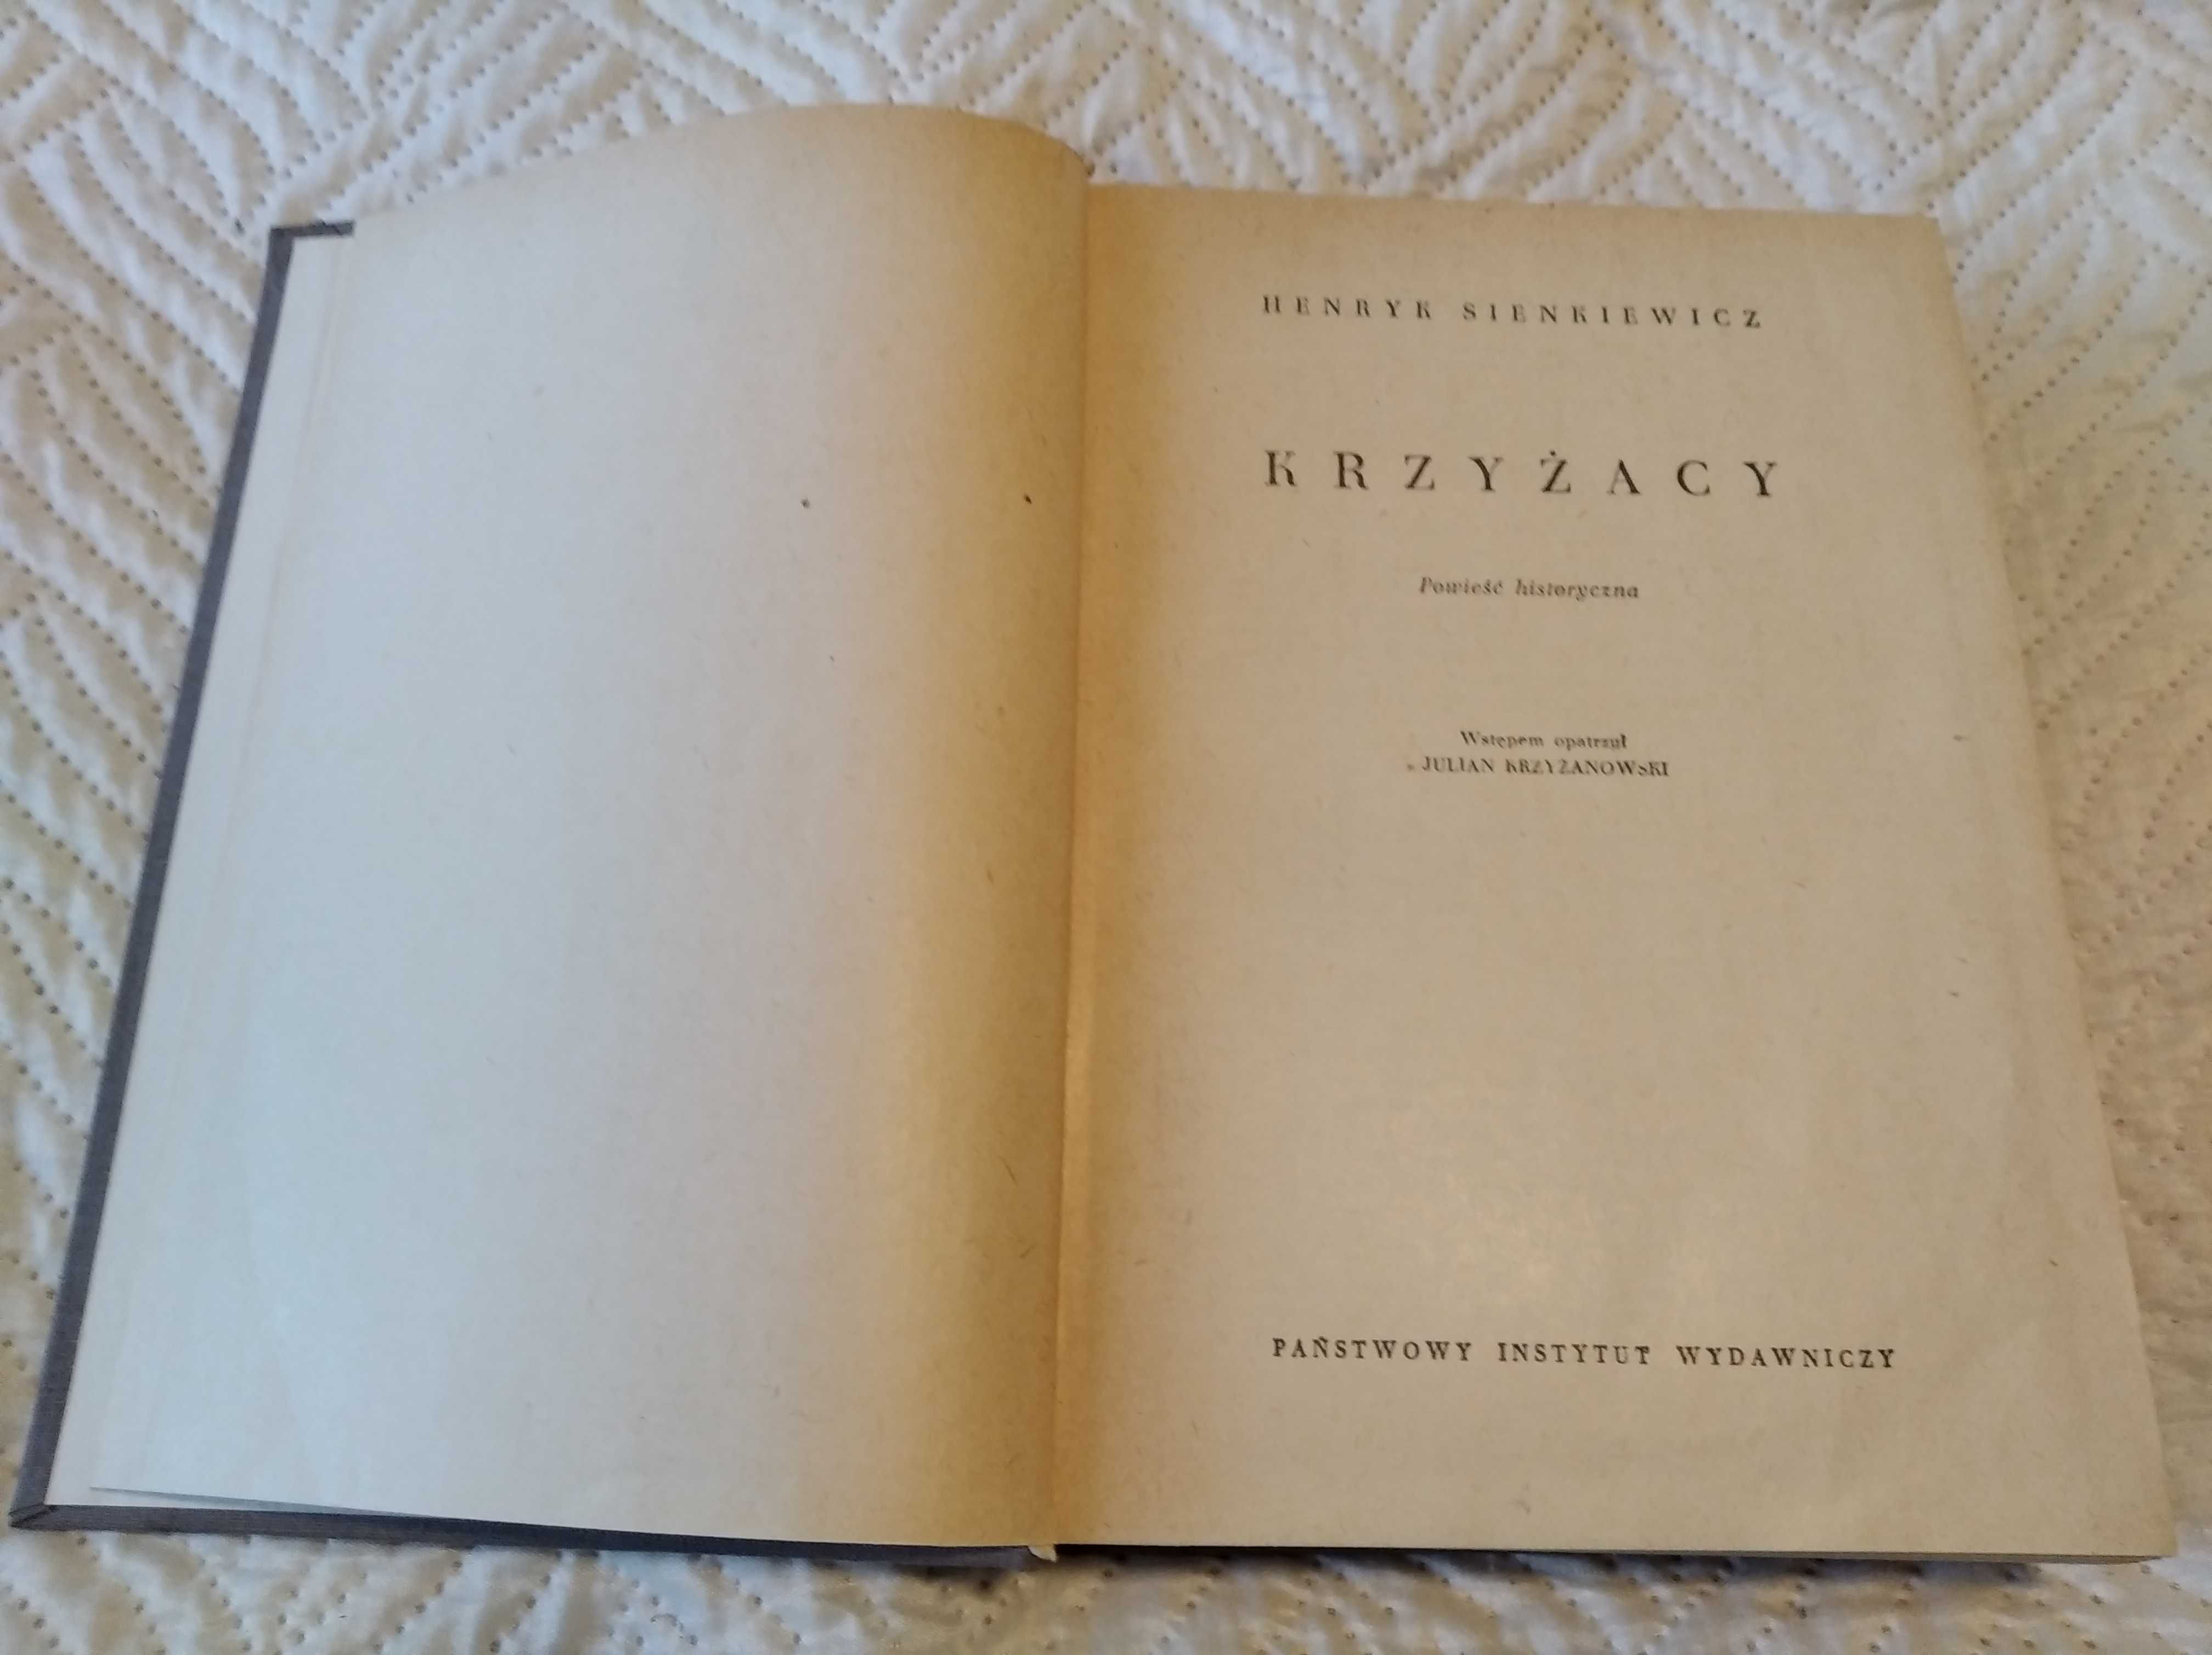 HENRYK SIENKIEWICZ
KRZYŻACY
Powieść historyczna
Wstępem opatrzył
JULIAN KRZYŻANOWSKI
PAŃSTWOWY INSTYTUT WYDAWNICZY